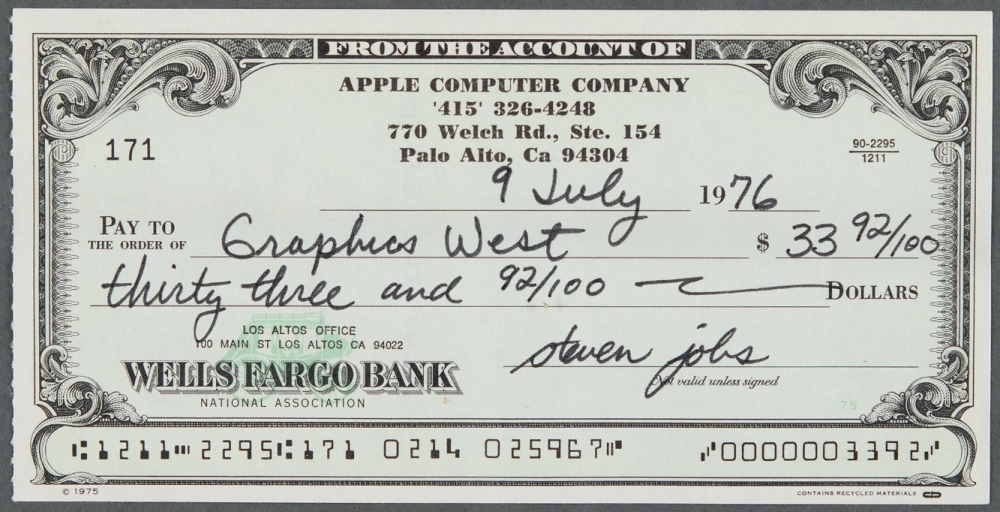 FROM THE ACCOUNT OF
APPLE COMPUTER COMPANY
'415' 326-4248
770 Welch Rd., Ste. 154
Palo Alto, Ca 94304
171
90-2295
1211
9 July 1976
PAY TO
THE ORDER OF Graphics West $ 33 92/100
thirty three and 92/100 DOLLARS
LOS ALTOS OFFICE
100 MAIN ST LOS ALTOS CA 94022
WELLS FARGO BANK
NATIONAL ASSOCIATION
steven jobs
Not valid unless signed
75
⑆1211⑉2295⑆171 0214 025967⑈ ⑇0000003392⑇
© 1975
CONTAINS RECYCLED MATERIALS